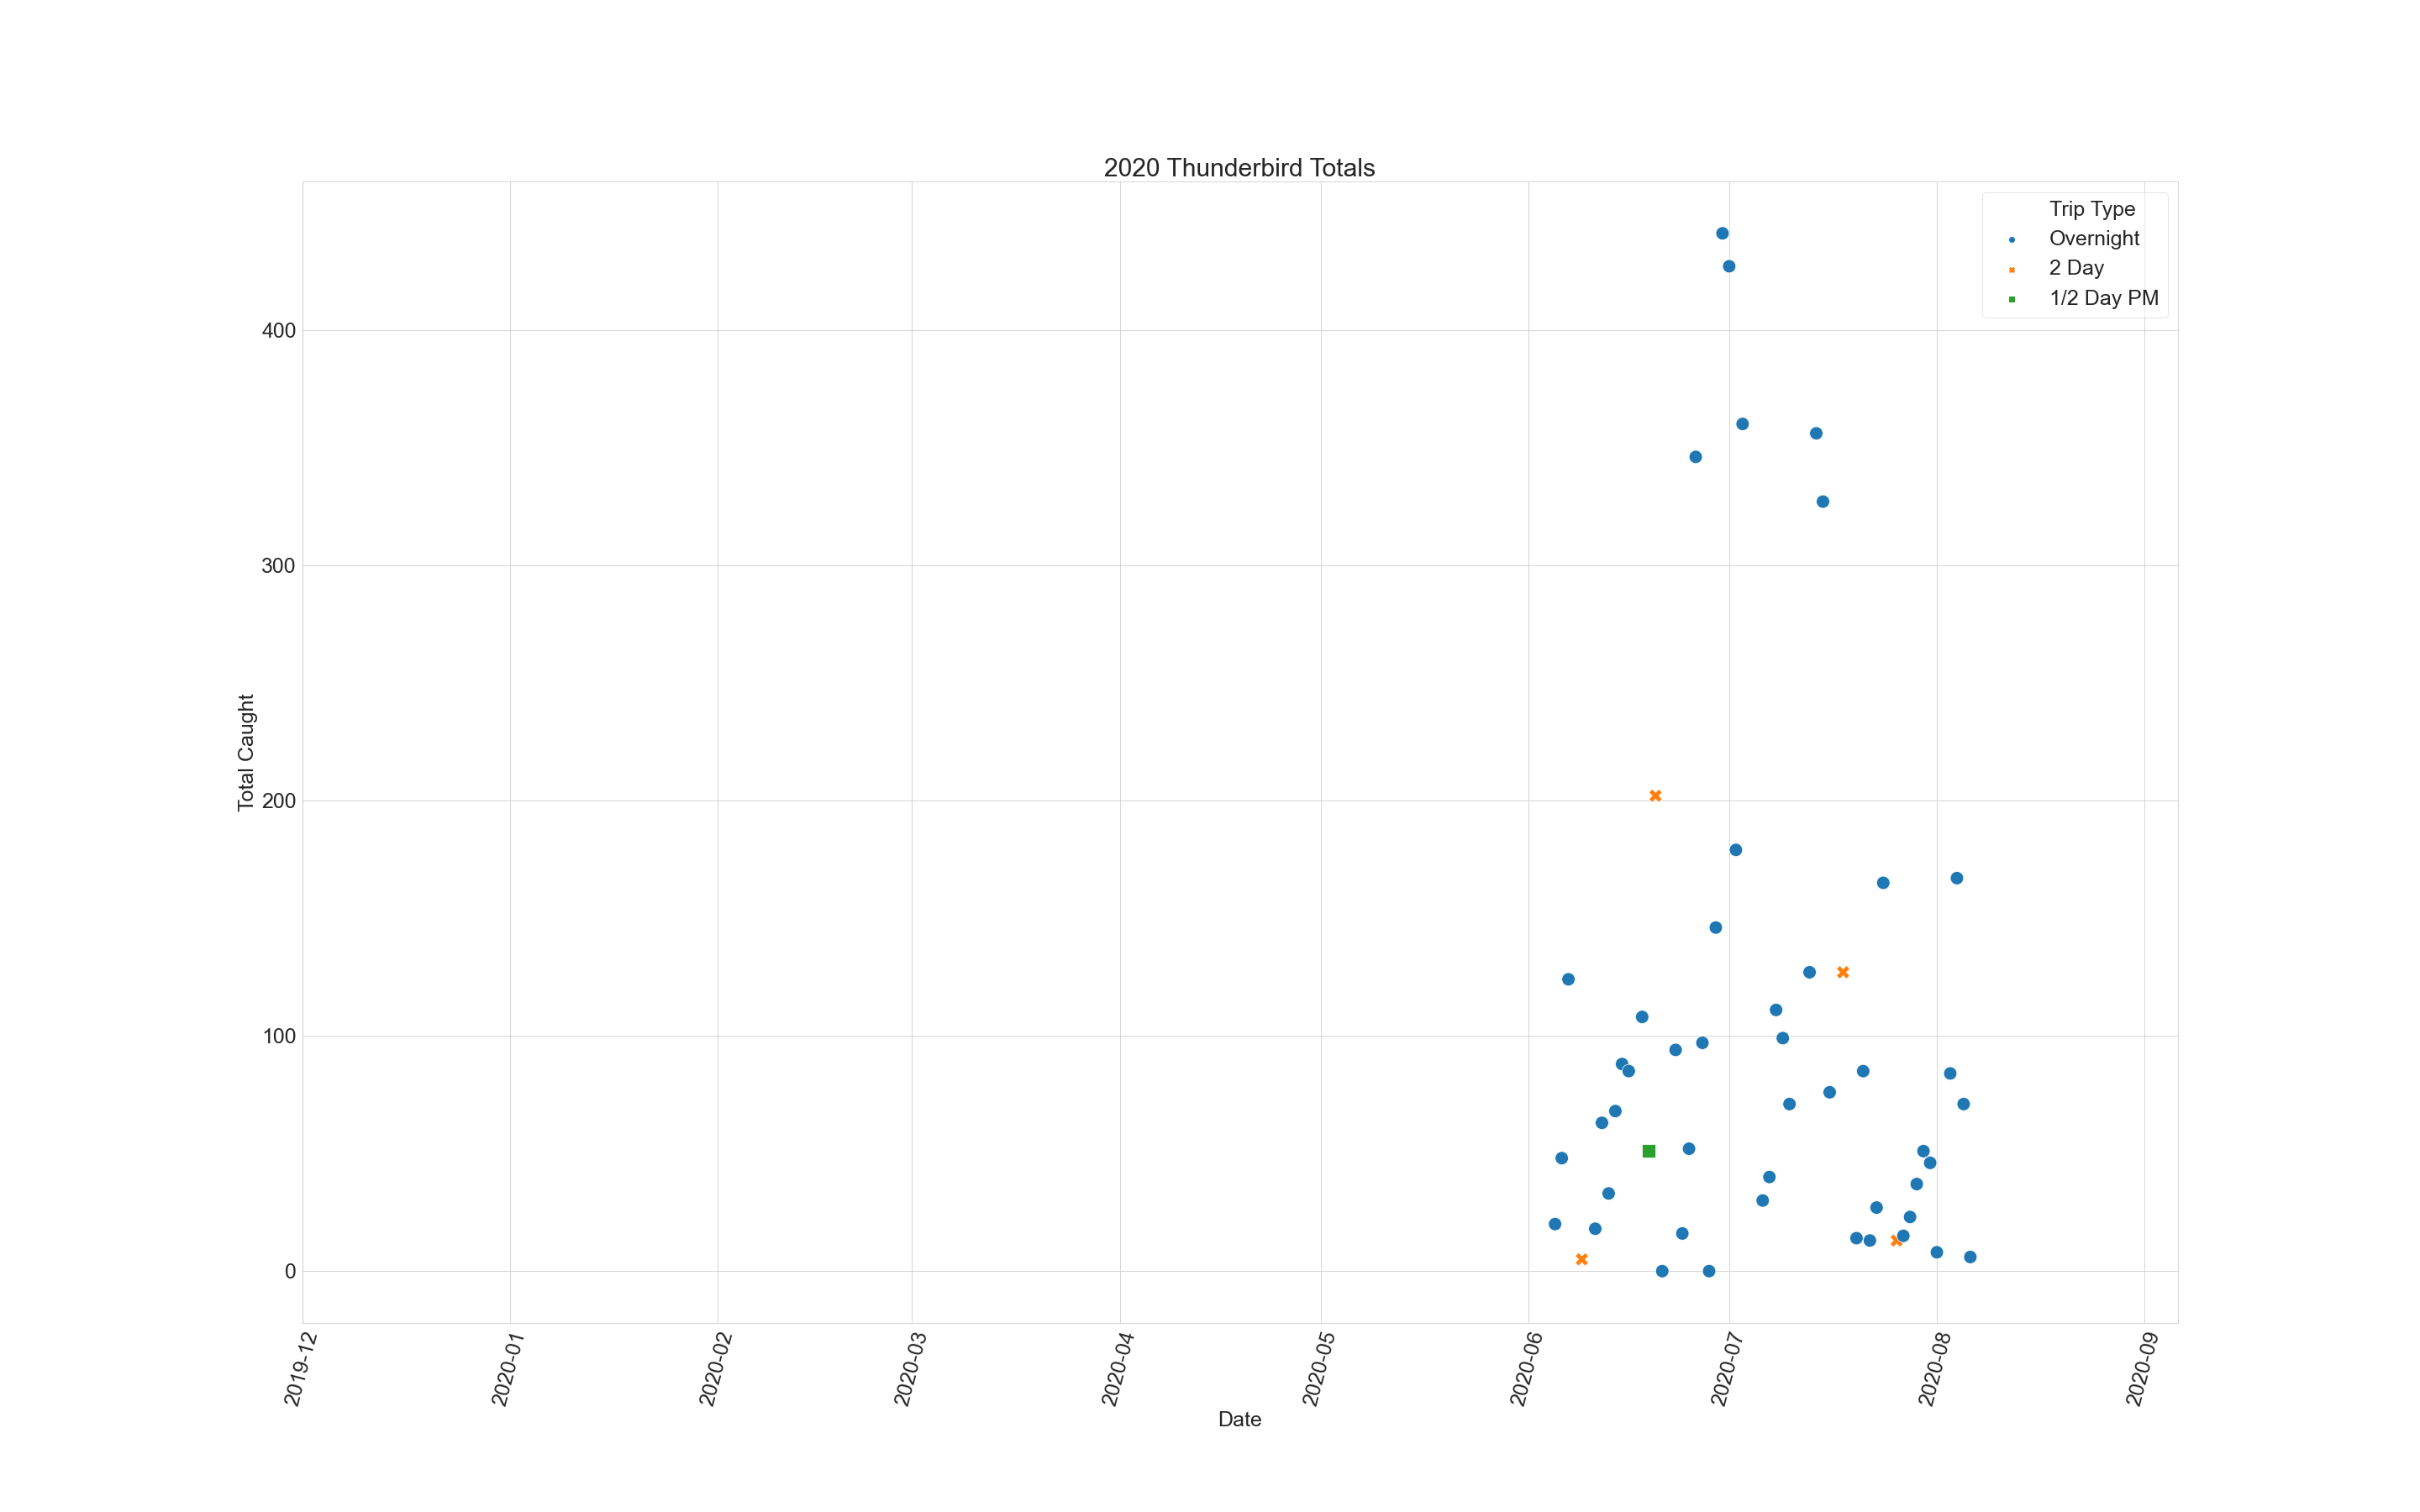 2020 Thunderbird Totals
Trip Type
Overnight
2 Day
1/2 Day PM
Total Caught
400
300
200
100
0
2019-12
2020-01
2020-02
2020-03
2020-04
2020-05
2020-06
2020-07
2020-08
2020-09
Date